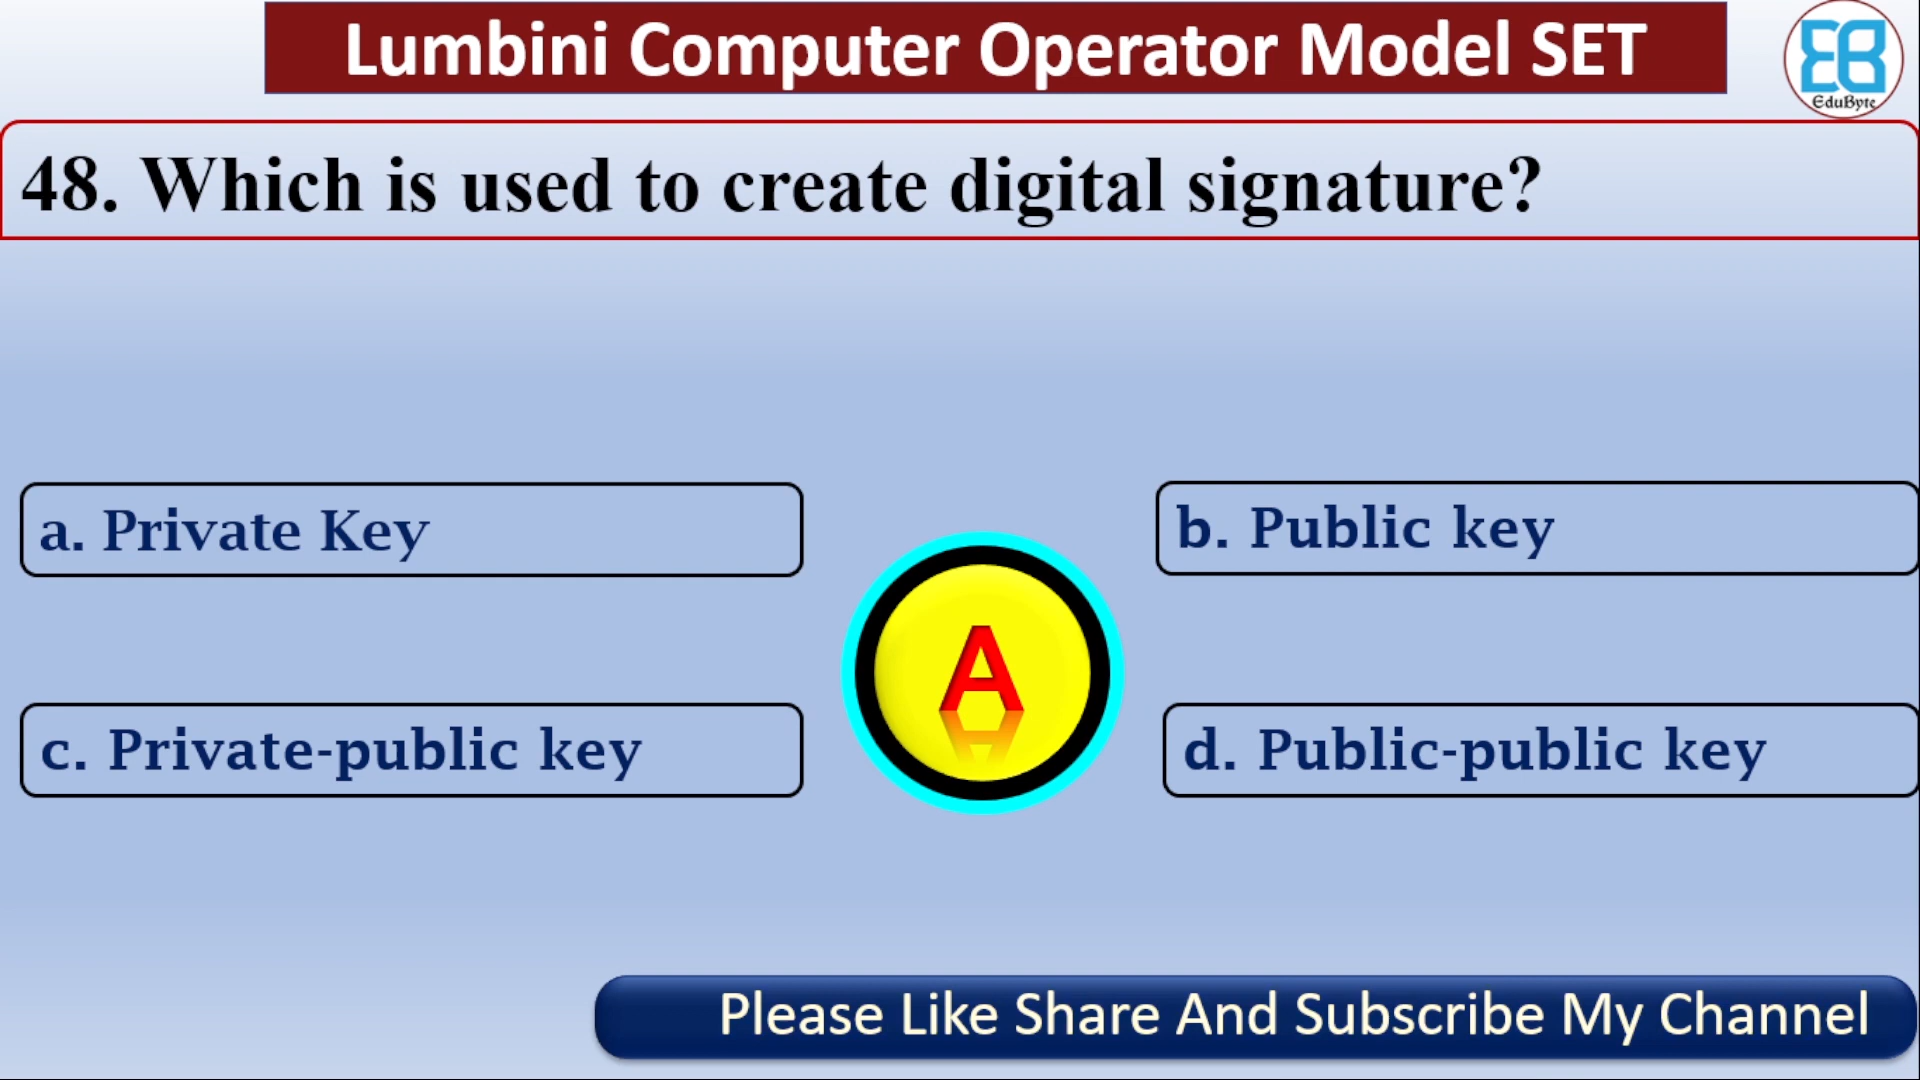 Lumbini Computer Operator Model SET
EduByte
48. Which is used to create digital signature?
a. Private Key
b. Public key
A
c. Private-public key
d. Public-public key
Please Like Share And Subscribe My Channel